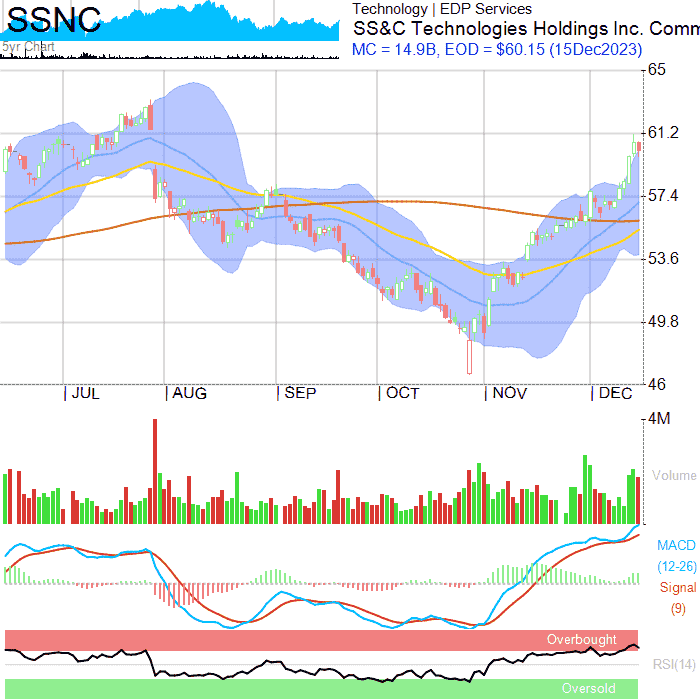 SSNC
5yr Chart
Technology | EDP Services
SS&C Technologies Holdings Inc. Comm
MC = 14.9B, EOD = $60.15 (15Dec2023)
65
61.2
57.4
53.6
49.8
46
JUL AUG SEP OCT NOV DEC
4M
Volume
MACD
(12-26)
Signal
(9)
Overbought
RSI(14)
Oversold